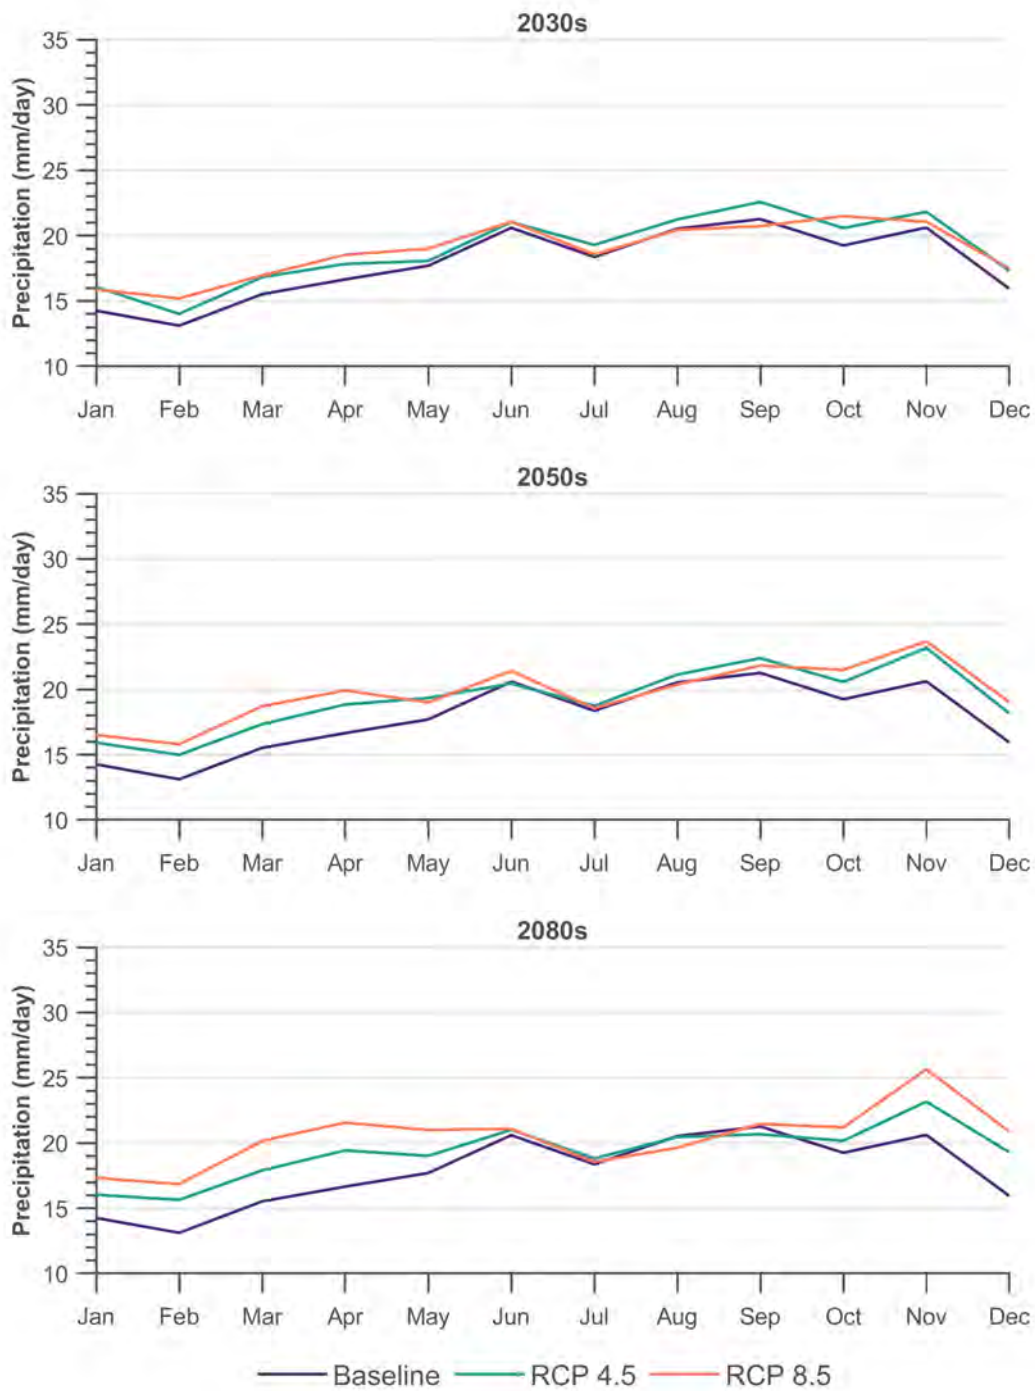 2030s
Precipitation (mm/day)
35
30
25
20
15
10
Jan Feb Mar Apr May Jun Jul Aug Sep Oct Nov Dec
2050s
Precipitation (mm/day)
35
30
25
20
15
10
Jan Feb Mar Apr May Jun Jul Aug Sep Oct Nov Dec
2080s
Precipitation (mm/day)
35
30
25
20
15
10
Jan Feb Mar Apr May Jun Jul Aug Sep Oct Nov Dec
Baseline RCP 4.5 RCP 8.5